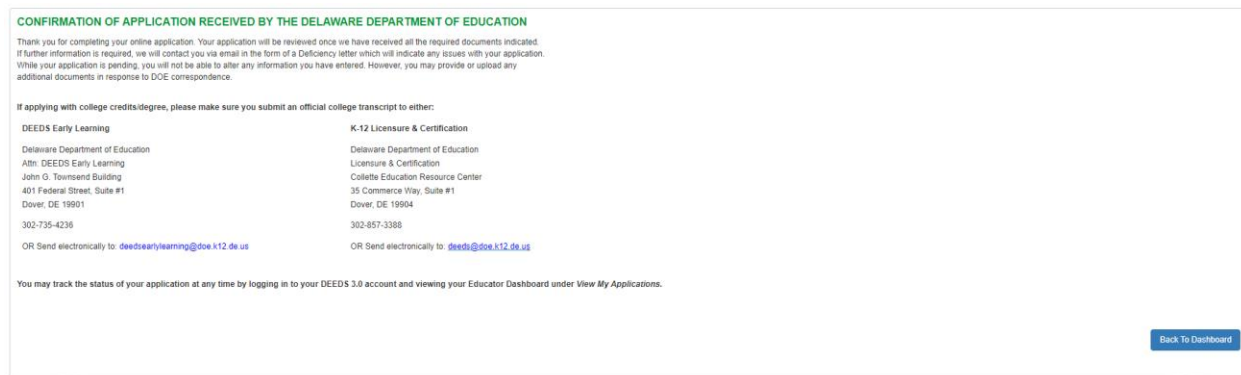 CONFIRMATION OF APPLICATION RECEIVED BY THE DELAWARE DEPARTMENT OF EDUCATION
Thank you for completing your online application. Your application will be reviewed once we have received all the required documents indicated.
If further information is required, we will contact you via email in the form of a Deficiency letter which will indicate any issues with your application.
While your application is pending, you will not be able to alter any information you have entered. However, you may provide or upload any
additional documents in response to DOE correspondence.
If applying with college credits/degree, please make sure you submit an official college transcript to either:
DEEDS Early Learning
Delaware Department of Education
Attn: DEEDS Early Learning
John G. Townsend Building
401 Federal Street, Suite #1
Dover, DE 19901
302-735-4236
OR Send electronically to: deedsearlylearning@doe.k12.de.us
K-12 Licensure & Certification
Delaware Department of Education
Licensure & Certification
Collette Education Resource Center
35 Commerce Way, Suite #1
Dover, DE 19904
302-857-3388
OR Send electronically to: deeds@doe.k12.de.us
You may track the status of your application at any time by logging in to your DEEDS 3.0 account and viewing your Educator Dashboard under View My Applications.
Back To Dashboard